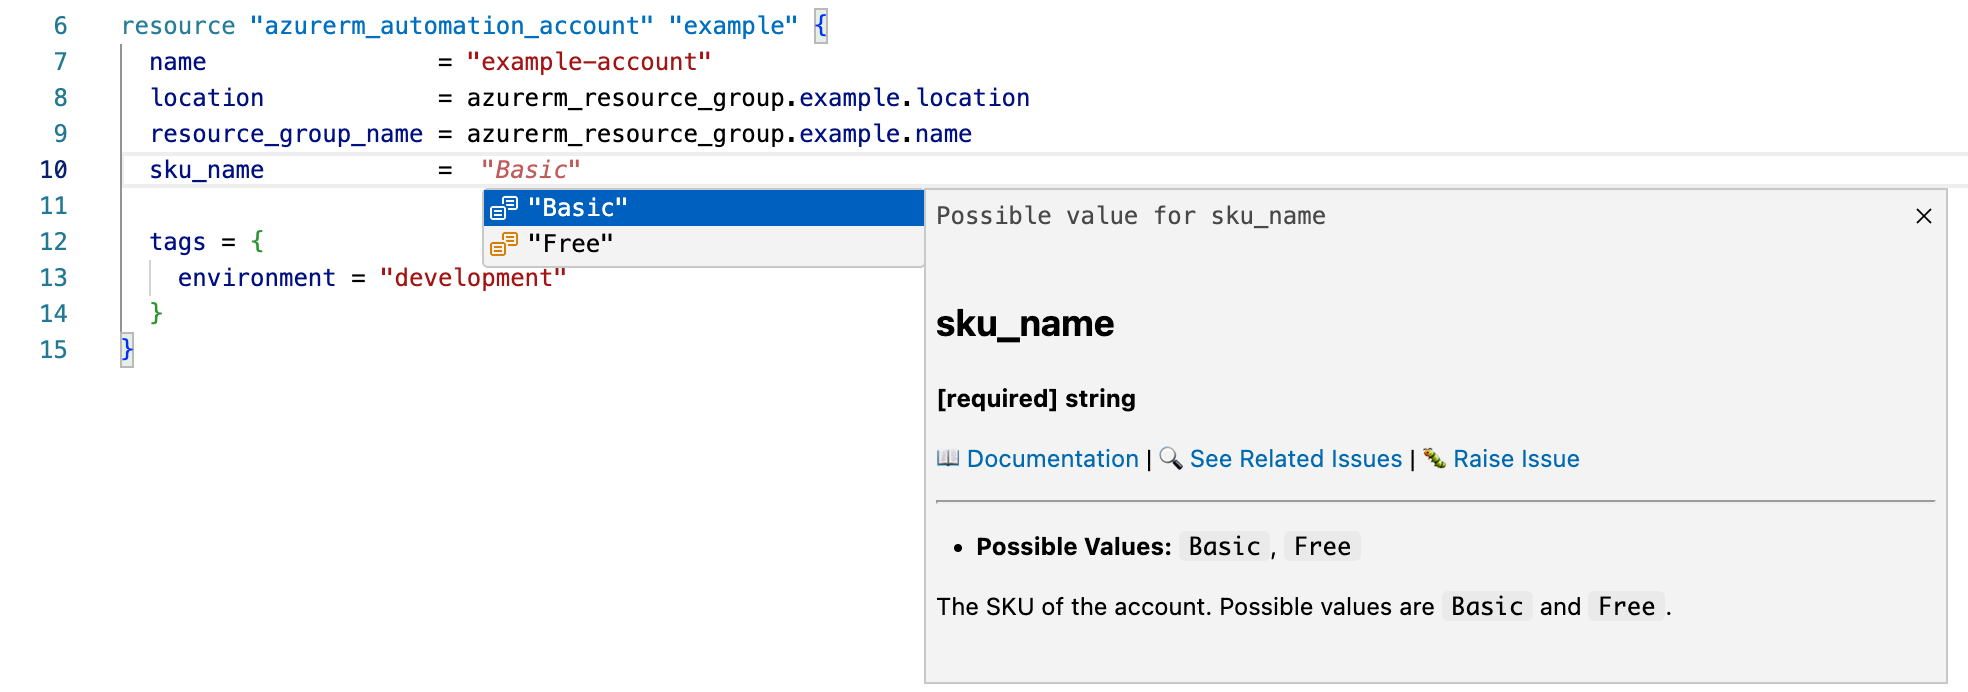 6 resource "azurerm_automation_account" "example" {
7 name = "example-account"
8 location = azurerm_resource_group.example.location
9 resource_group_name = azurerm_resource_group.example.name
10 sku_name = "Basic"
11
12 tags = {
13 environment = "development"
14 }
15 }
"Basic"
"Free"
Possible value for sku_name
sku_name
[required] string
Documentation | See Related Issues | Raise Issue
• Possible Values: Basic, Free
The SKU of the account. Possible values are Basic and Free.